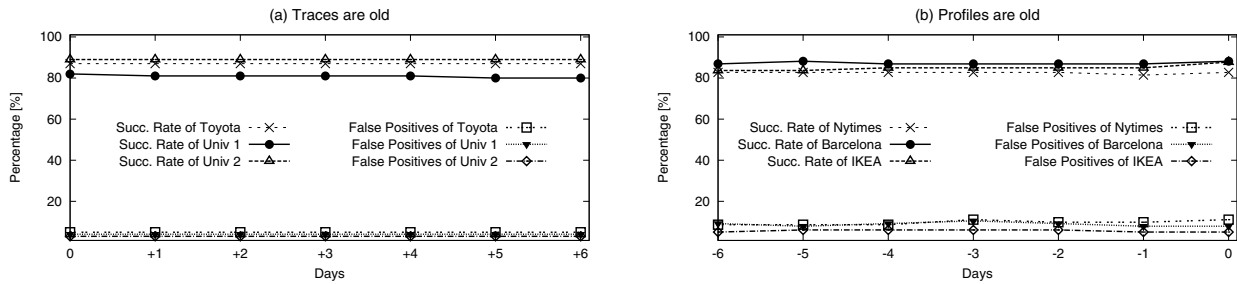 (a) Traces are old
100
80
60
40
20
Percentage [%]
Succ. Rate of Toyota
Succ. Rate of Univ 1
Succ. Rate of Univ 2
False Positives of Toyota
False Positives of Univ 1
False Positives of Univ 2
0 +1 +2 +3 +4 +5 +6
Days
(b) Profiles are old
100
80
60
40
20
Percentage [%]
Succ. Rate of Nytimes
Succ. Rate of Barcelona
Succ. Rate of IKEA
False Positives of Nytimes
False Positives of Barcelona
False Positives of IKEA
-6 -5 -4 -3 -2 -1 0
Days